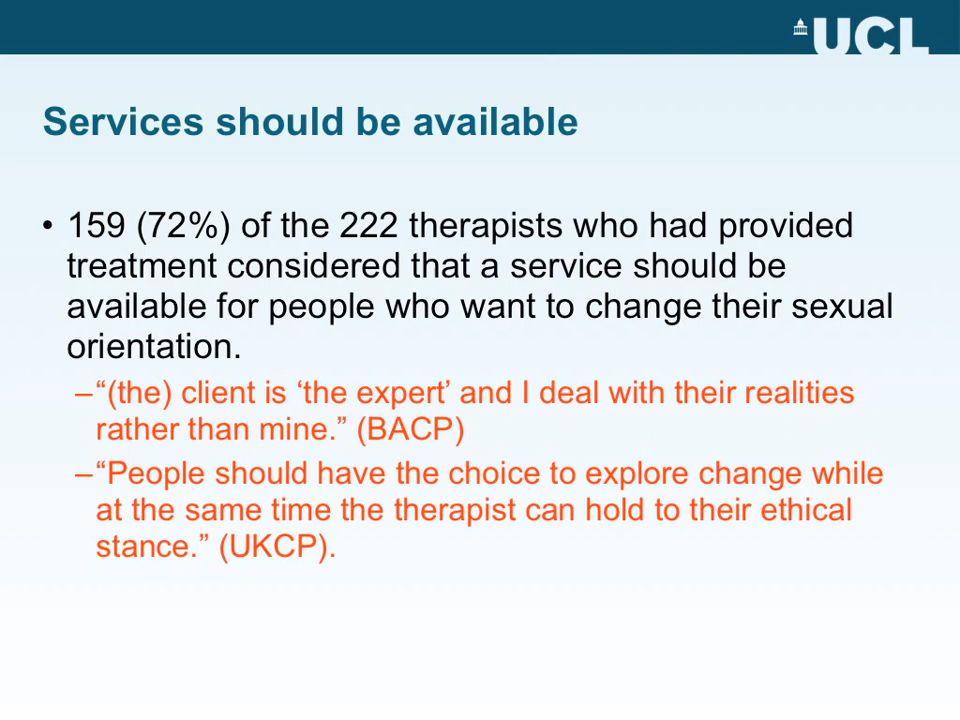 UCL
Services should be available
• 159 (72%) of the 222 therapists who had provided
treatment considered that a service should be
available for people who want to change their sexual
orientation.
–“(the) client is ‘the expert’ and I deal with their realities
rather than mine.” (BACP)
–“People should have the choice to explore change while
at the same time the therapist can hold to their ethical
stance.” (UKCP).